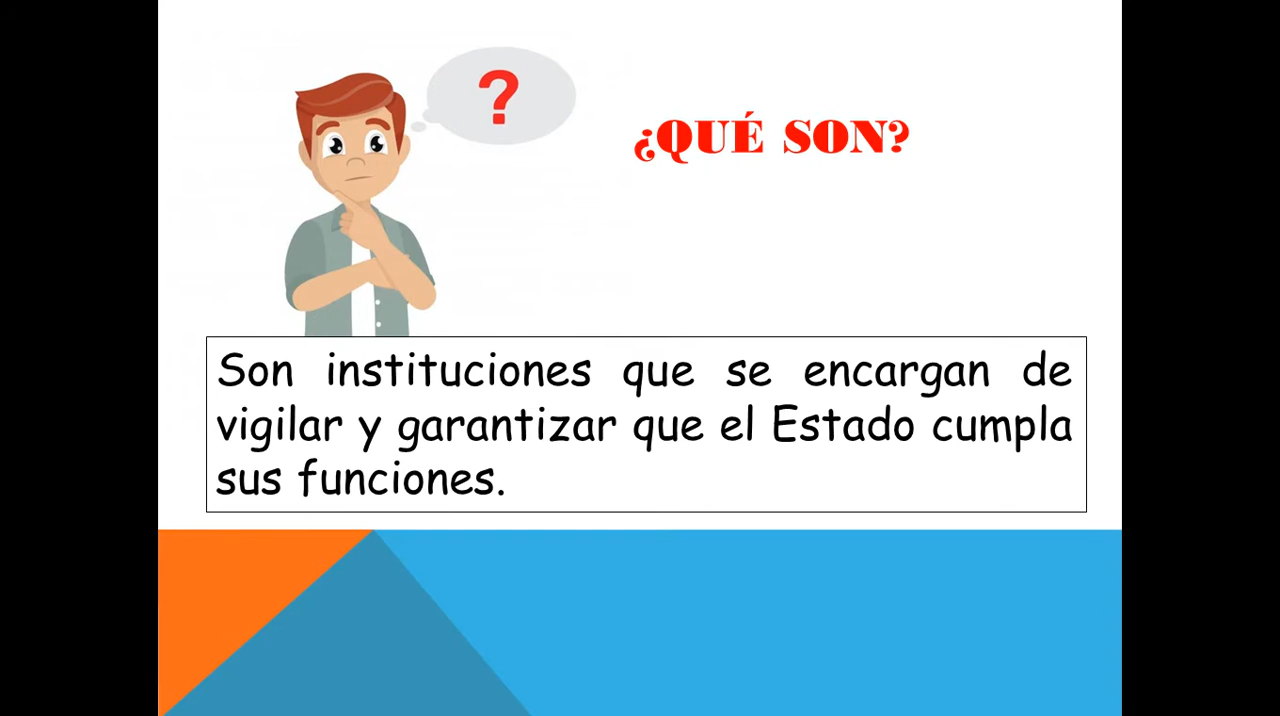 ?
¿QUÉ SON?
Son instituciones que se encargan de
vigilar y garantizar que el Estado cumpla
sus funciones.